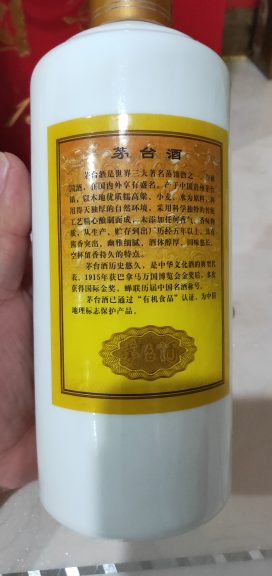 茅台酒
茅台酒是世界三大著名蒸馏酒之一,
国酒,在国内外享有盛名。产于中国贵州茅台
镇,以本地优质糯高粱、小麦、水为原料,利
用得天独厚的自然环境,采用科学独特的传统
工艺精心酿制而成,未添加任何香气、香味物
质。从生产、贮存到出厂历经五年以上。具有
酱香突出、幽雅细腻、酒体醇厚、回味悠长、
空杯留香持久的特点。
茅台酒历史悠久,是中华文化酒的典型代
表。1915年获巴拿马万国博览会金奖后,屡次
获得国际金奖,蝉联历届中国名酒称号。
茅台酒已通过“有机食品”认证,为中国
地理标志保护产品。
茅台酒